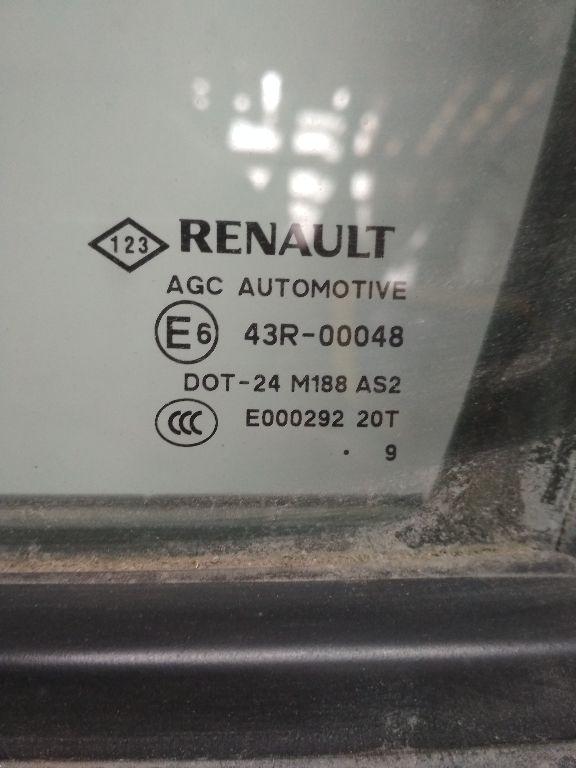 123 RENAULT
AGC AUTOMOTIVE
E6 43R-00048
DOT-24 M188 AS2
CCC E000292 20T
. 9